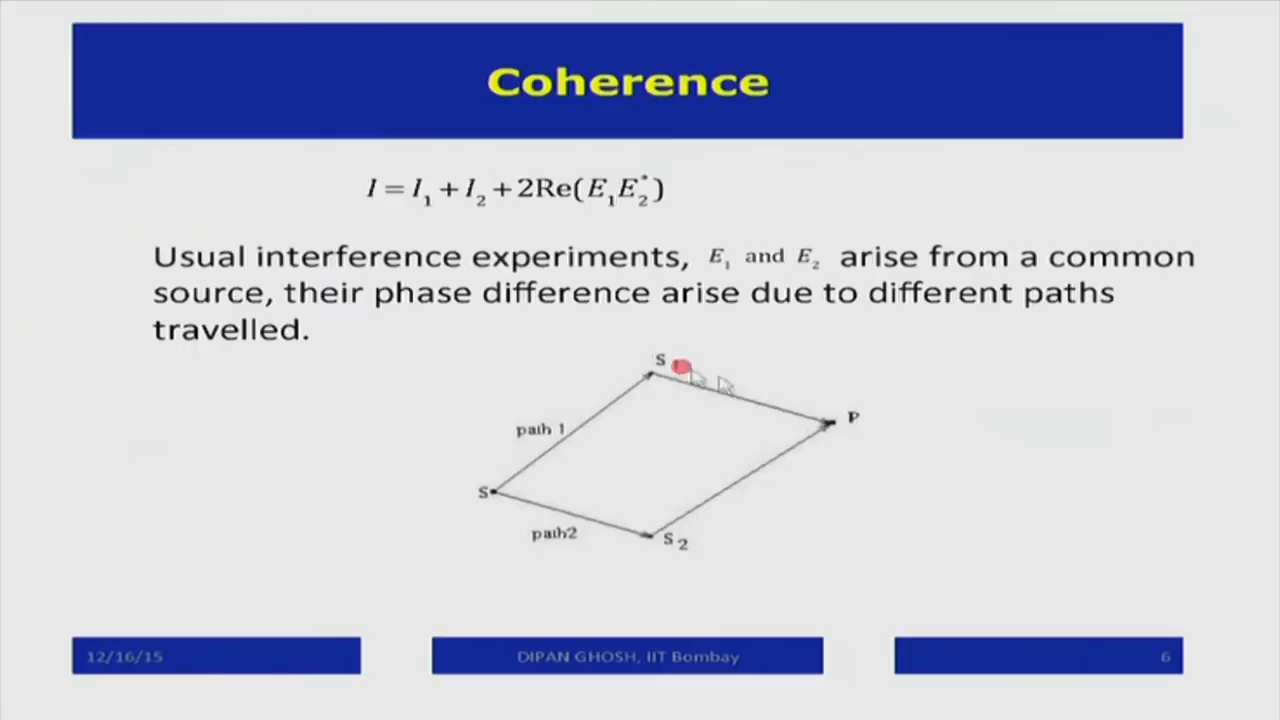 Coherence
I = I₁ + I₂ + 2Re(E₁E₂*)
Usual interference experiments, E₁ and E₂ arise from a common
source, their phase difference arise due to different paths
travelled.
S
path 1
P
S
path2
S 2
12/16/15
DIPAN GHOSH, IIT Bombay
6